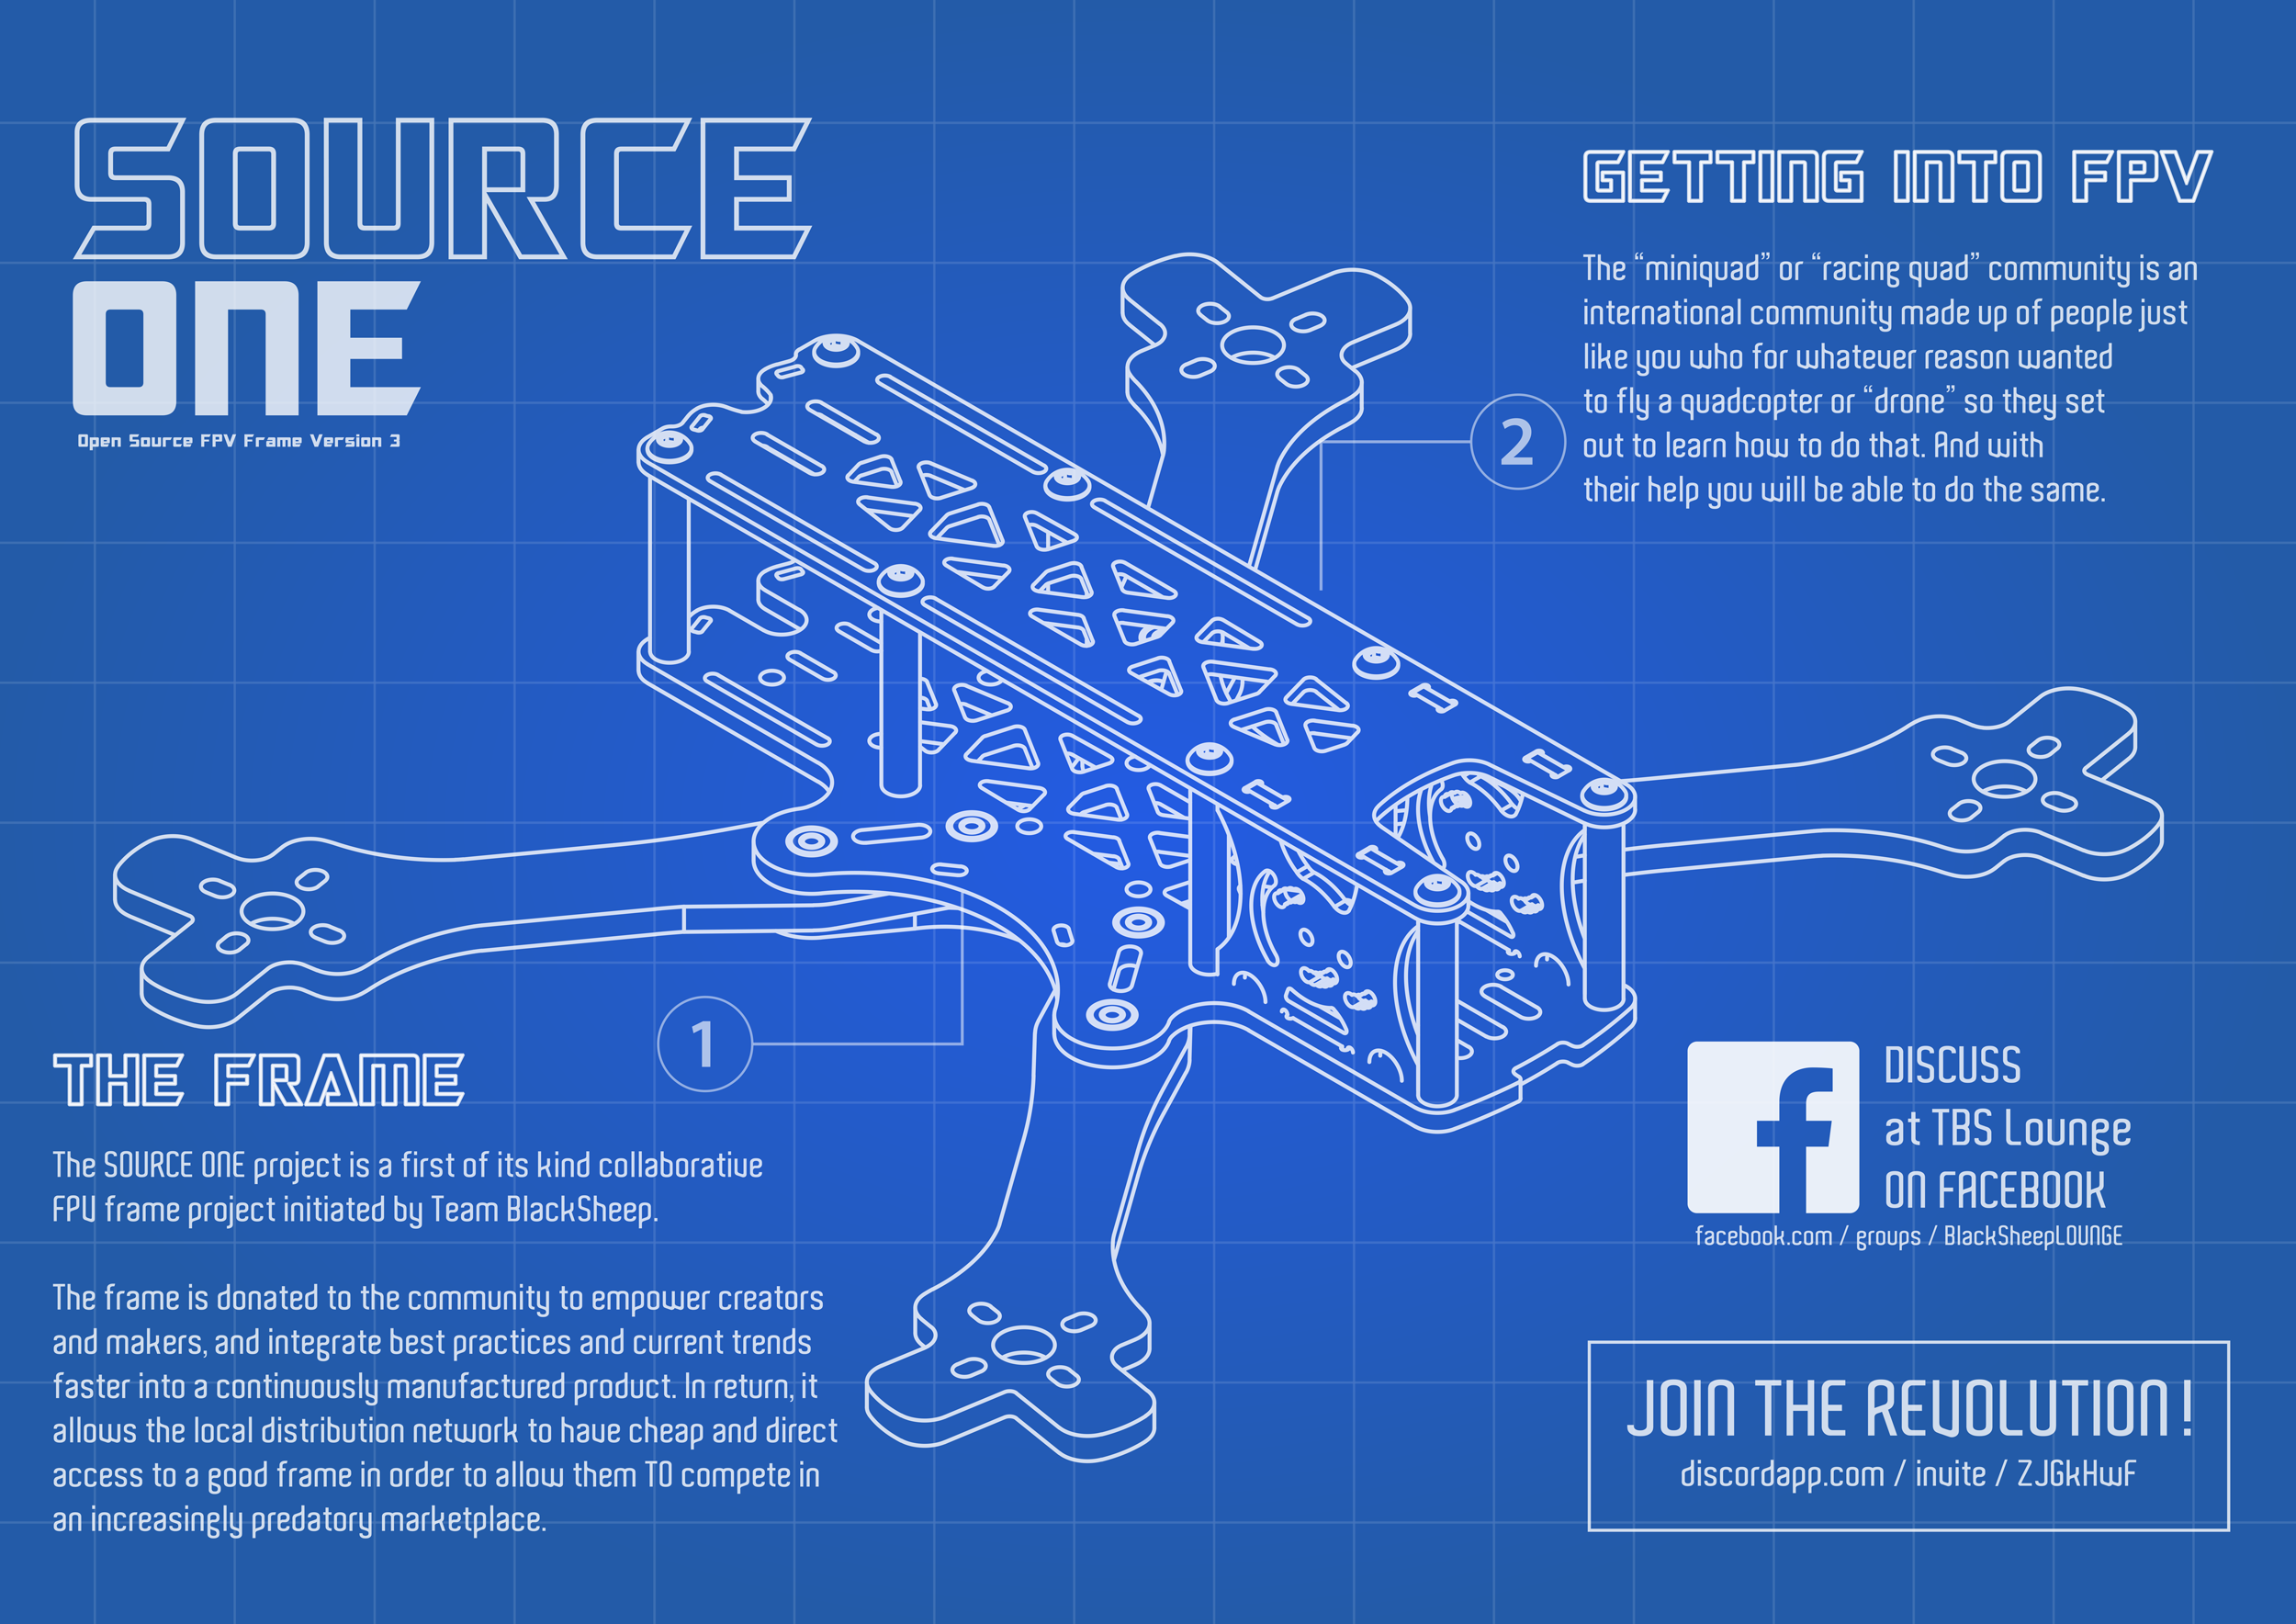 SOURCE
ONE
Open Source FPV Frame Version 3
GETTING INTO FPV
The “miniquad” or “racing quad” community is an
international community made up of people just
like you who for whatever reason wanted
to fly a quadcopter or “drone” so they set
out to learn how to do that. And with
their help you will be able to do the same.
2
1
THE FRAME
The SOURCE ONE project is a first of its kind collaborative
FPV frame project initiated by Team BlackSheep.
The frame is donated to the community to empower creators
and makers, and integrate best practices and current trends
faster into a continuously manufactured product. In return, it
allows the local distribution network to have cheap and direct
access to a good frame in order to allow them TO compete in
an increasingly predatory marketplace.
f
DISCUSS
at TBS Lounge
ON FACEBOOK
facebook.com / groups / BlackSheepLOUNGE
JOIN THE REVOLUTION!
discordapp.com / invite / ZJGkHwF